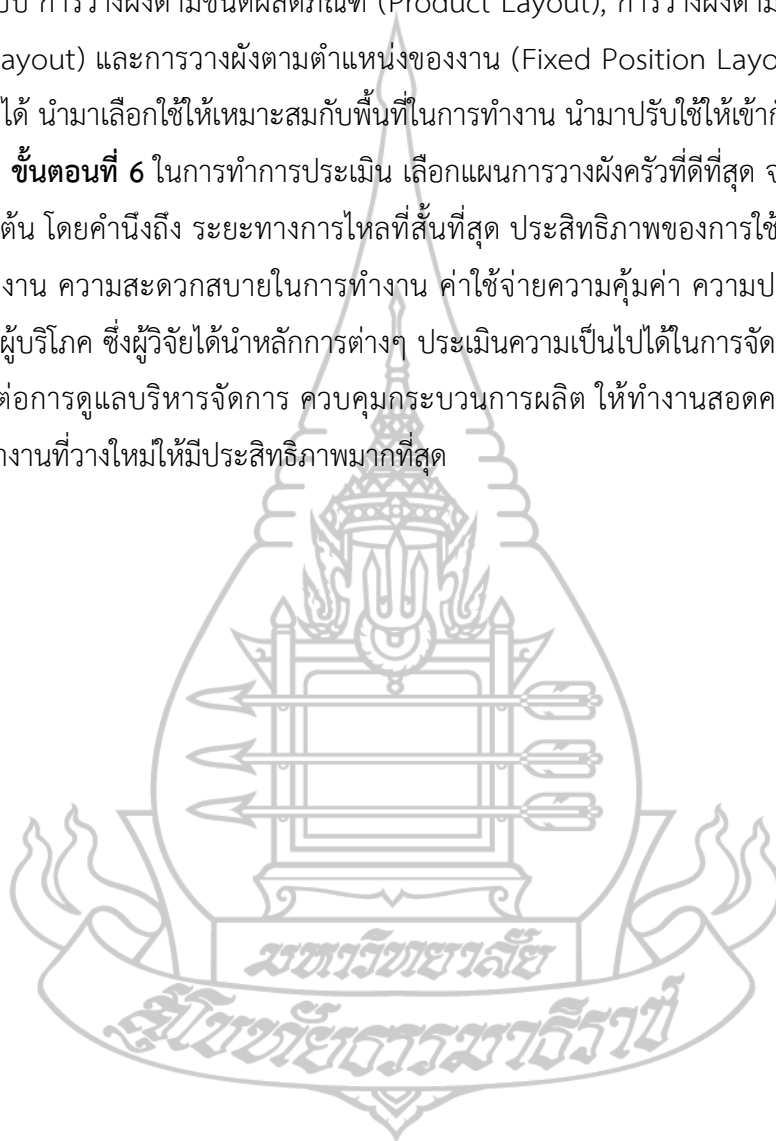 การวางผังตามชนิดผลิตภัณฑ์ (Product Layout), การวางผังตาม
ayout) และการวางผังตามตำแหน่งของงาน (Fixed Position Layo
ได้ นำมาเลือกใช้ให้เหมาะสมกับพื้นที่ในการทำงาน นำมาปรับใช้ให้เข้า
ขั้นตอนที่ 6 ในการทำการประเมิน เลือกแผนการวางผังครัวที่ดีที่สุด จ
ต้น โดยคำนึงถึง ระยะทางการไหลที่สั้นที่สุด ประสิทธิภาพของการใช้
งาน ความสะดวกสบายในการทำงาน ค่าใช้จ่ายความคุ้มค่า ความป
ผู้บริโภค ซึ่งผู้วิจัยได้นำหลักการต่างๆ ประเมินความเป็นไปได้ในการจัด
ต่อการดูแลบริหารจัดการ ควบคุมกระบวนการผลิต ให้ทำงานสอดค
างานที่วางใหม่ให้มีประสิทธิภาพมากที่สุด
มหาวิทยาลัย
สุโขทัยธรรมาธิราช